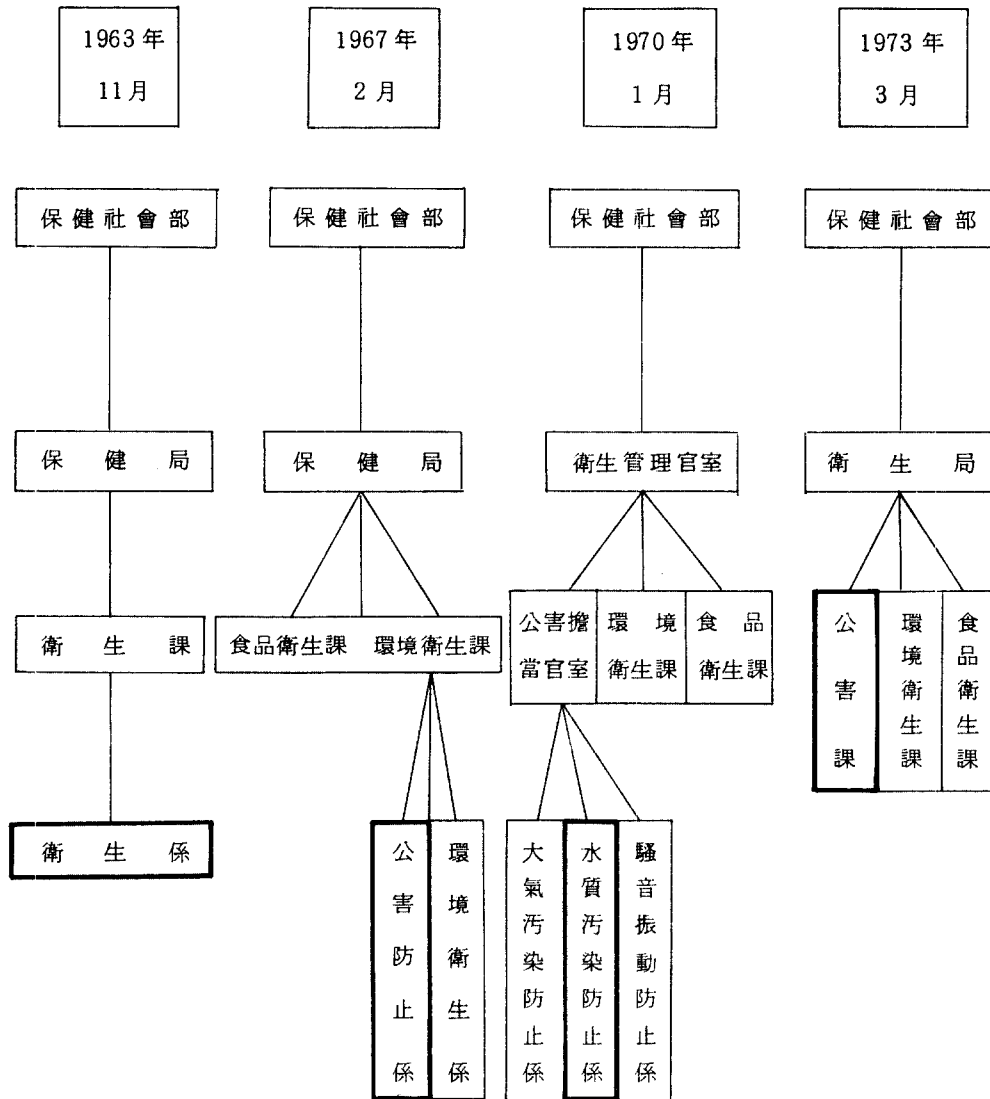 1963年
11月
1967年
2月
1970年
1月
1973年
3月
保健社會部
保健社會部
保健社會部
保健社會部
保健局
保健局
衛生管理官室
衛生局
衛生課
食品衛生課 環境衛生課
公害擔
當官室
環境
衛生課
食品
衛生課
公害課
環境衛生課
食品衛生課
衛生係
公害防止係
環境衛生係
大氣汚染防止係
水質汚染防止係
騷音振動防止係